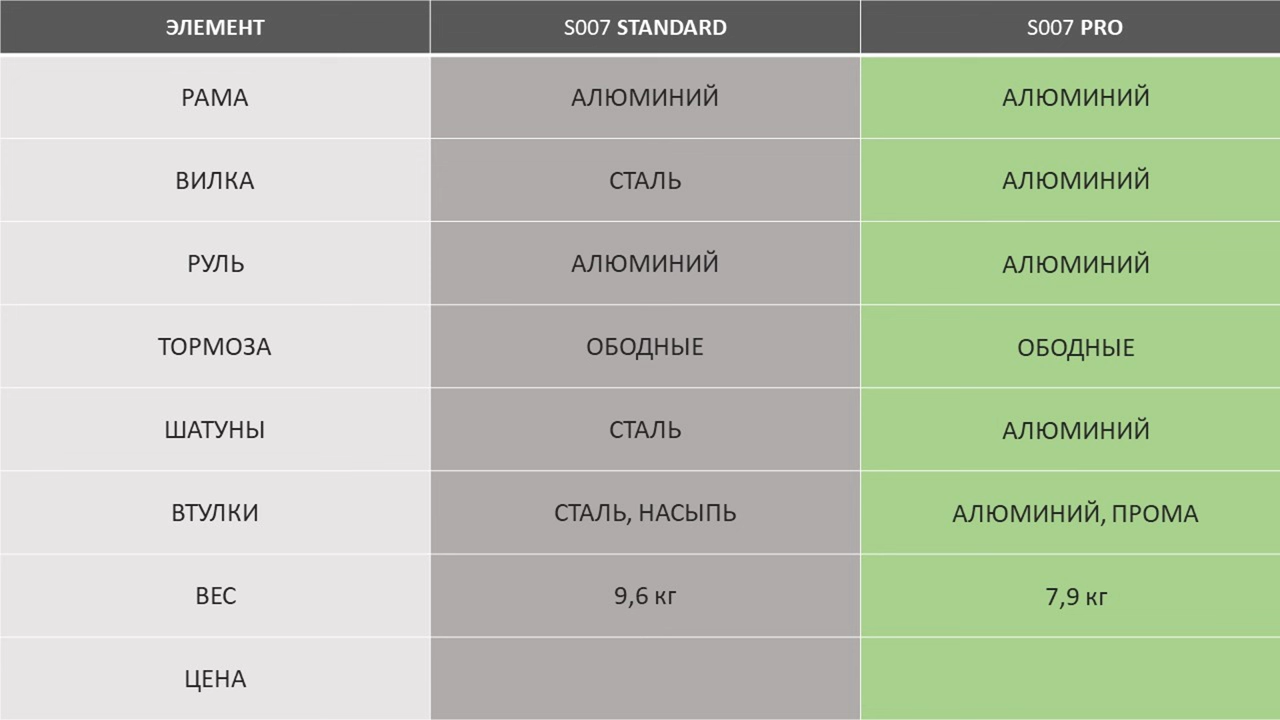 ЭЛЕМЕНТ S007 STANDARD S007 PRO
РАМА АЛЮМИНИЙ АЛЮМИНИЙ
ВИЛКА СТАЛЬ АЛЮМИНИЙ
РУЛЬ АЛЮМИНИЙ АЛЮМИНИЙ
ТОРМОЗА ОБОДНЫЕ ОБОДНЫЕ
ШАТУНЫ СТАЛЬ АЛЮМИНИЙ
ВТУЛКИ СТАЛЬ, НАСЫПЬ АЛЮМИНИЙ, ПРОМА
ВЕС 9,6 кг 7,9 кг
ЦЕНА